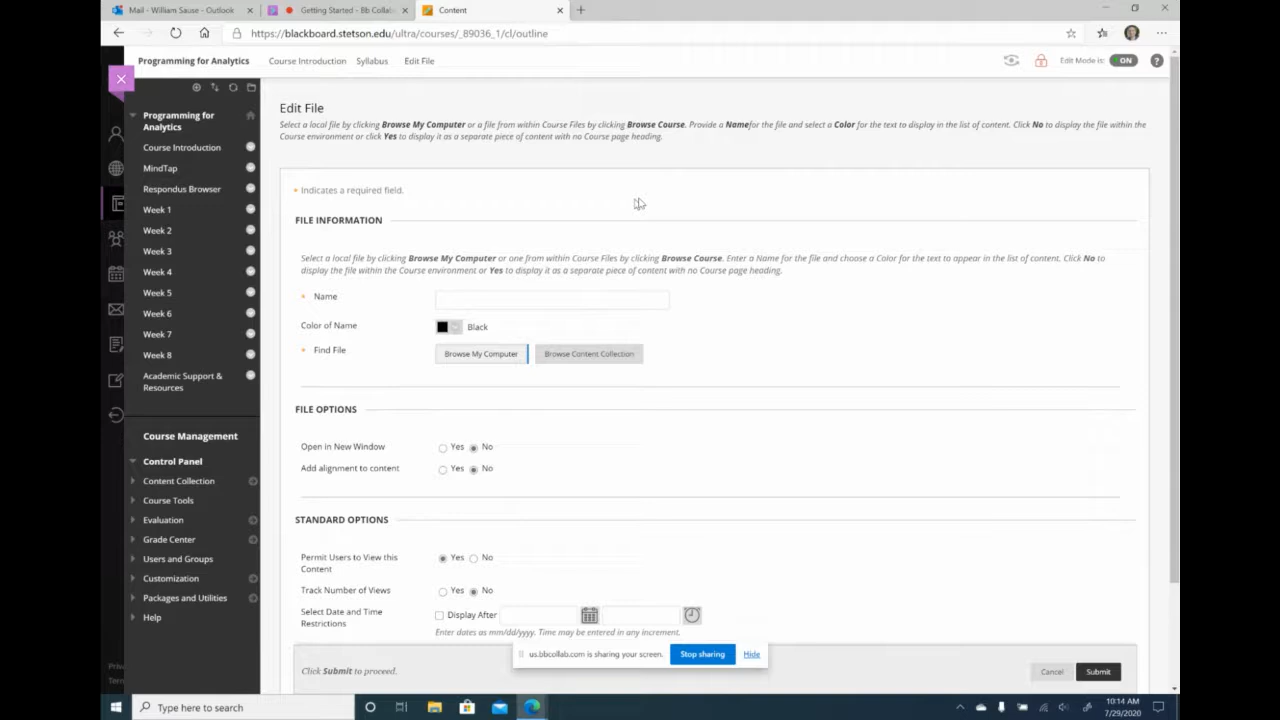 Mail - William Sause - Outlook
Getting Started - Bb Collab
Content
https://blackboard.stetson.edu/ultra/courses/_89036_1/cl/outline
Programming for Analytics
Course Introduction
Syllabus
Edit File
Edit Mode is:
ON
Programming for
Analytics
Course Introduction
MindTap
Respondus Browser
Week 1
Week 2
Week 3
Week 4
Week 5
Week 6
Week 7
Week 8
Academic Support &
Resources
Course Management
Control Panel
Content Collection
Course Tools
Evaluation
Grade Center
Users and Groups
Customization
Packages and Utilities
Help
Edit File
Select a local file by clicking Browse My Computer or a file from within Course Files by clicking Browse Course. Provide a Namefor the file and select a Color for the text to display in the list of content. Click No to display the file within the
Course environment or click Yes to display it as a separate piece of content with no Course page heading.
Indicates a required field.
FILE INFORMATION
Select a local file by clicking Browse My Computer or one from within Course Files by clicking Browse Course. Enter a Name for the file and choose a Color for the text to appear in the list of content. Click No to
display the file within the Course environment or Yes to display it as a separate piece of content with no Course page heading.
Name
Color of Name
Black
Find File
Browse My Computer
Browse Content Collection
FILE OPTIONS
Open in New Window
Yes No
Add alignment to content
Yes No
STANDARD OPTIONS
Permit Users to View this
Content
Yes No
Track Number of Views
Yes No
Select Date and Time
Restrictions
Display After
Enter dates as mm/dd/yyyy. Time may be entered in any increment.
us.bbcollab.com is sharing your screen.
Stop sharing
Hide
Click Submit to proceed.
Cancel
Submit
Type here to search
10:14 AM
7/29/2020